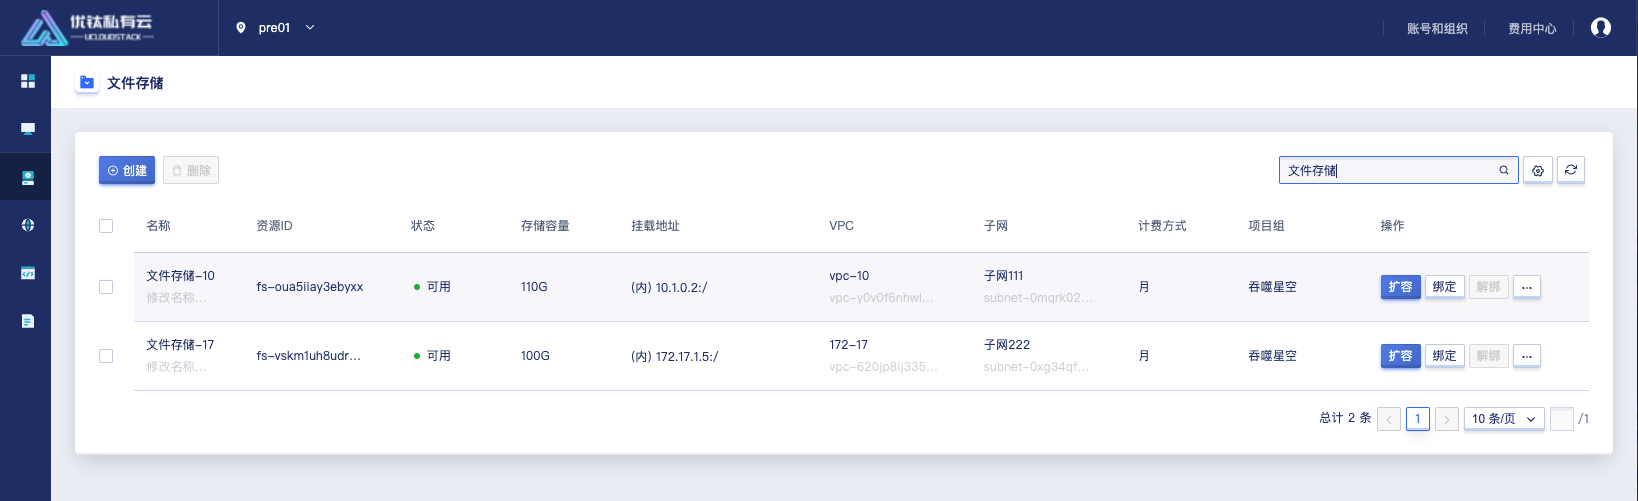 优钛私有云
UCLOUDSTACK
pre01
账号和组织
费用中心
文件存储
创建
删除
文件存储
名称 资源ID 状态 存储容量 挂载地址 VPC 子网 计费方式 项目组 操作
文件存储-10 vpc-10 子网111
fs-oua5iiay3ebyxx 可用 110G (内) 10.1.0.2:/ 月 吞噬星空 扩容 绑定 解绑 ...
修改名称... vpc-y0v0f6nhwl... subnet-0mqrk02...
文件存储-17 172-17 子网222
fs-vskm1uh8udr... 可用 100G (内) 172.17.1.5:/ 月 吞噬星空 扩容 绑定 解绑 ...
修改名称... vpc-620jp8ij335... subnet-0xg34qf...
总计 2 条 1 10 条/页 /1